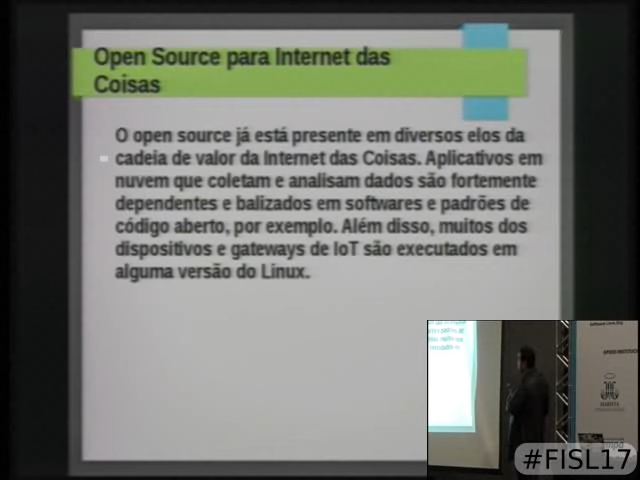 Open Source para Internet das
Coisas
O open source já está presente em diversos elos da
cadeia de valor da Internet das Coisas. Aplicativos em
nuvem que coletam e analisam dados são fortemente
dependentes e balizados em softwares e padrões de
código aberto, por exemplo. Além disso, muitos dos
dispositivos e gateways de IoT são executados em
alguma versão do Linux.
#FISL17